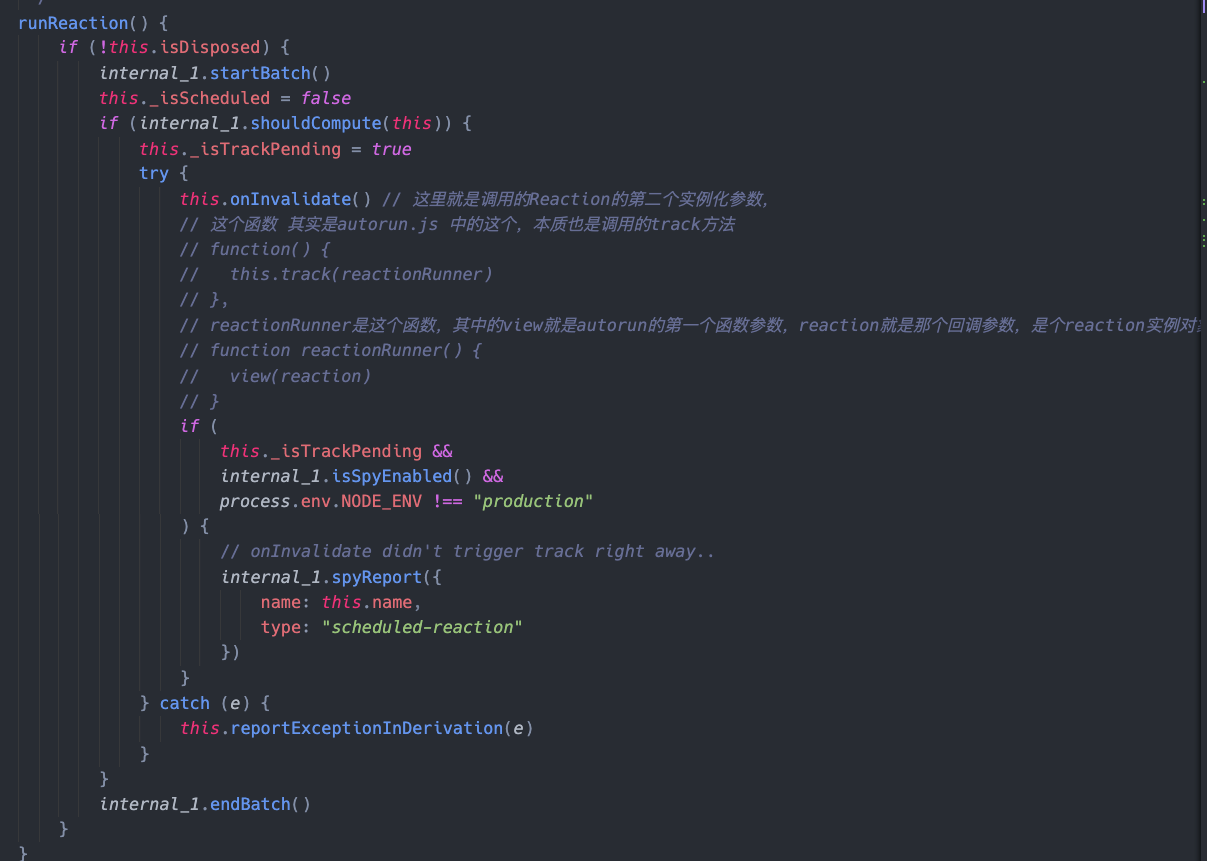 runReaction() {
if (!this.isDisposed) {
internal_1.startBatch()
this._isScheduled = false
if (internal_1.shouldCompute(this)) {
this._isTrackPending = true
try {
this.onInvalidate() // 这里就是调用的Reaction的第二个实例化参数,
// 这个函数 其实是autorun.js 中的这个, 本质也是调用的track方法
// function() {
//   this.track(reactionRunner)
// },
// reactionRunner是这个函数, 其中的view就是autorun的第一个函数参数, reaction就是那个回调参数, 是个reaction实例对
// function reactionRunner() {
//   view(reaction)
// }
if (
this._isTrackPending &&
internal_1.isSpyEnabled() &&
process.env.NODE_ENV !== "production"
) {
// onInvalidate didn't trigger track right away..
internal_1.spyReport({
name: this.name,
type: "scheduled-reaction"
})
}
} catch (e) {
this.reportExceptionInDerivation(e)
}
}
internal_1.endBatch()
}
}